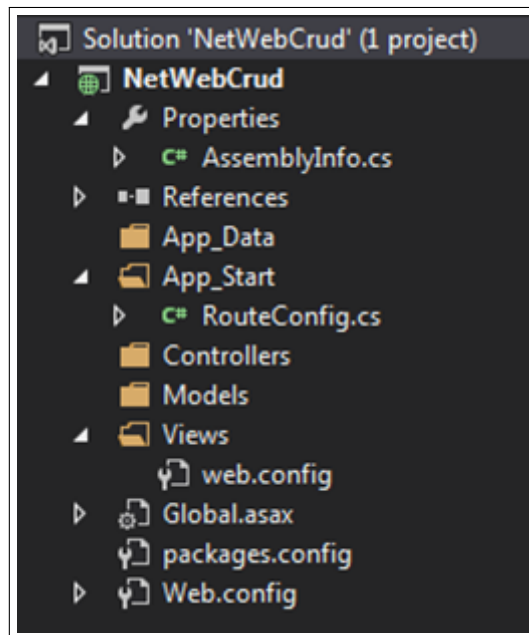 Solution 'NetWebCrud' (1 project)
NetWebCrud
Properties
C# AssemblyInfo.cs
References
App_Data
App_Start
C# RouteConfig.cs
Controllers
Models
Views
web.config
Global.asax
packages.config
Web.config